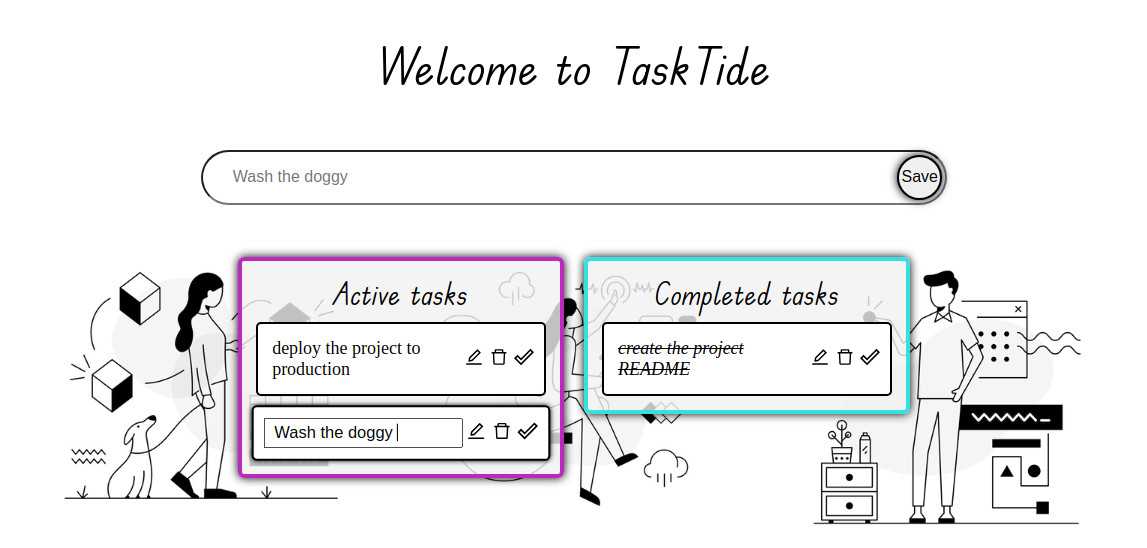 Welcome to TaskTide
Wash the doggy
Save
Active tasks
deploy the project to
production
Wash the doggy
Completed tasks
create the project
README